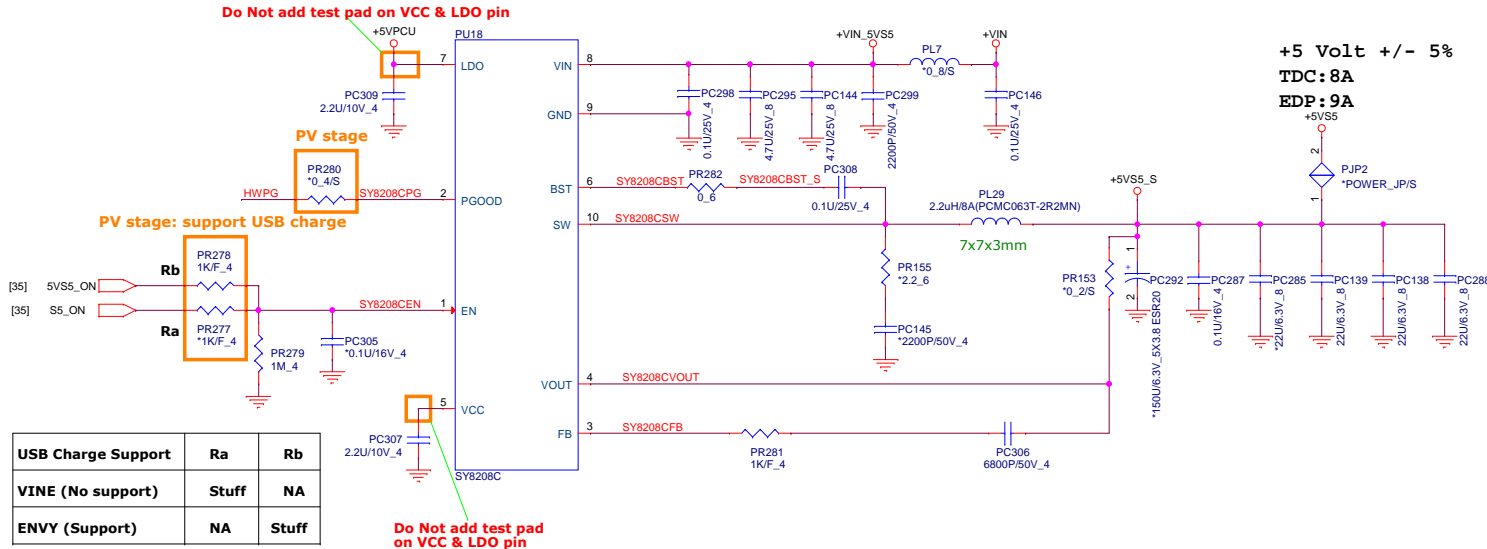 Do Not add test pad on VCC & LDO pin
+5VPCU
PU18
7
LDO
PC309
2.2U/10V_4
PV stage
PR280
*0_4/S
HWPG
SY8208CPG
2
PGOOD
PV stage: support USB charge
PR278
1K/F_4
Rb
[35]
5VS5_ON
[35]
S5_ON
Ra
PR277
*1K/F_4
SY8208CEN
1
EN
PR279
1M_4
PC305
*0.1U/16V_4
5
VCC
PC307
2.2U/10V_4
SY8208C
Do Not add test pad
on VCC & LDO pin
VIN
8
GND
9
+VIN_5VS5
PL7
*0_8/S
+VIN
PC298
0.1U/25V_4
PC295
4.7U/25V_8
PC144
4.7U/25V_8
PC299
2200P/50V_4
PC146
0.1U/25V_4
+5 Volt +/- 5%
TDC:8A
EDP:9A
+5VS5
2
PJP2
*POWER_JP/S
1
BST
6
SY8208CBST
PR282
0_6
SY8208CBST_S
PC308
0.1U/25V_4
SW
10
SY8208CSW
PL29
2.2uH/8A(PCMC063T-2R2MN)
7x7x3mm
+5VS5_S
PR155
*2.2_6
PC145
*2200P/50V_4
PR153
*0_2/S
1
+
2
PC292
*150U/6.3V_5X3.8 ESR20
PC287
0.1U/16V_4
PC285
*22U/6.3V_8
PC139
22U/6.3V_8
PC138
22U/6.3V_8
PC288
22U/6.3V_8
VOUT
4
SY8208CVOUT
FB
3
SY8208CFB
PR281
1K/F_4
PC306
6800P/50V_4
USB Charge Support Ra Rb
VINE (No support) Stuff NA
ENVY (Support) NA Stuff